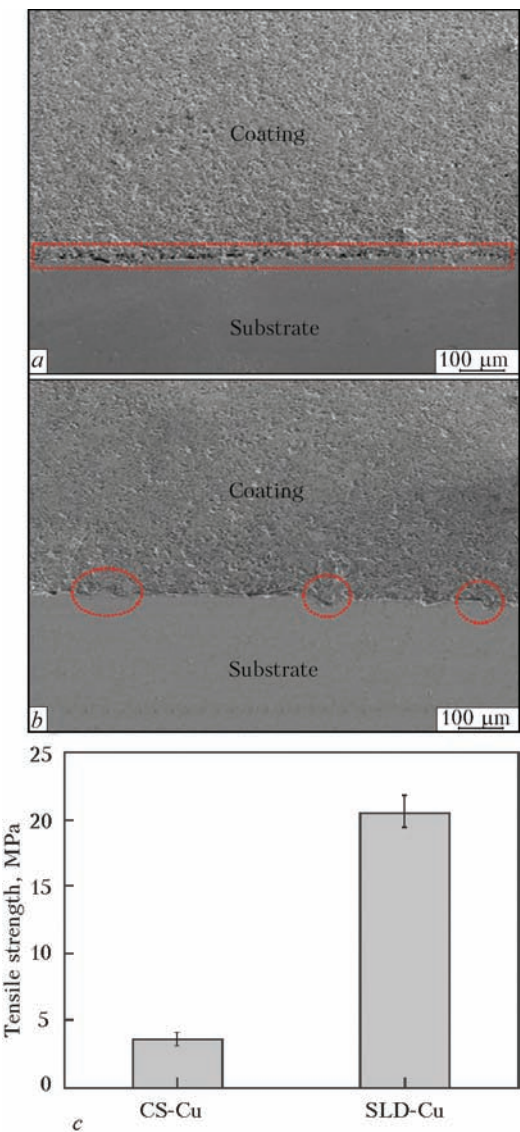 Coating
Substrate
a
100 μm
Coating
Substrate
b
100 μm
25
20
15
10
5
0
Tensile strength, MPa
CS-Cu
SLD-Cu
c